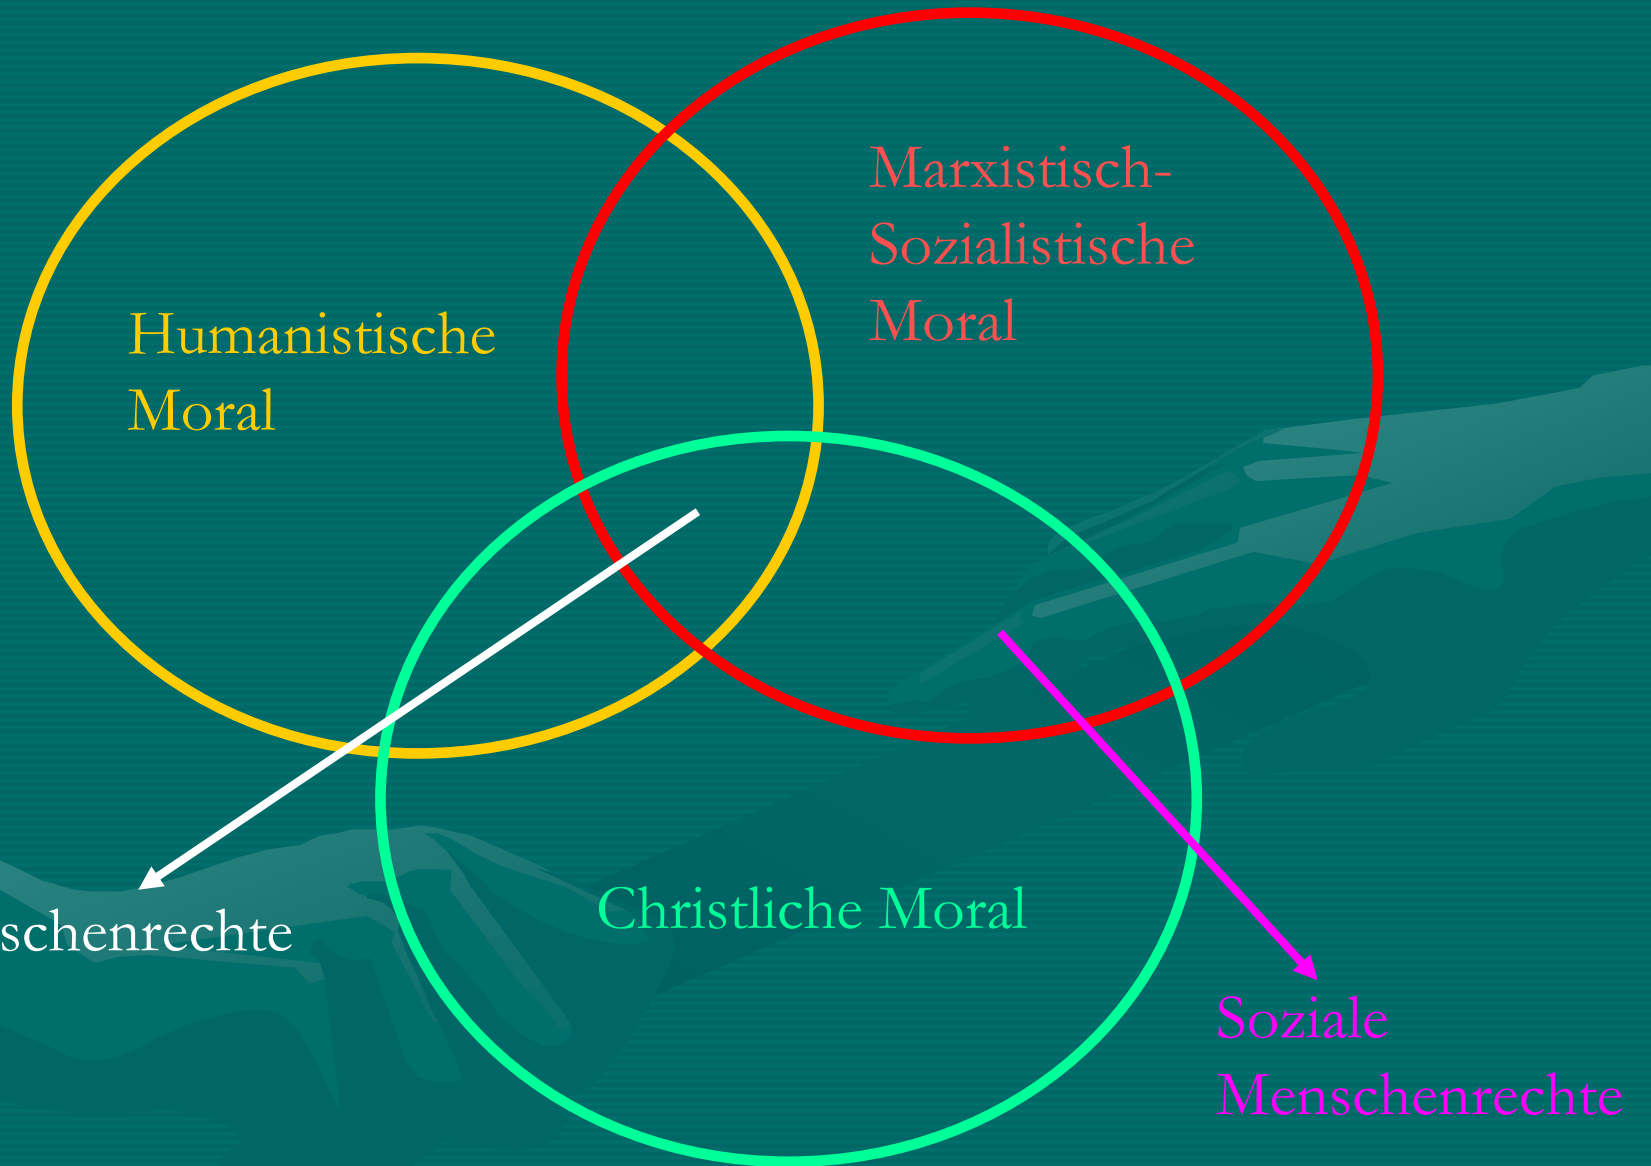 Marxistisch-
Sozialistische
Moral
Humanistische
Moral
Christliche Moral
schenrechte
Soziale
Menschenrechte